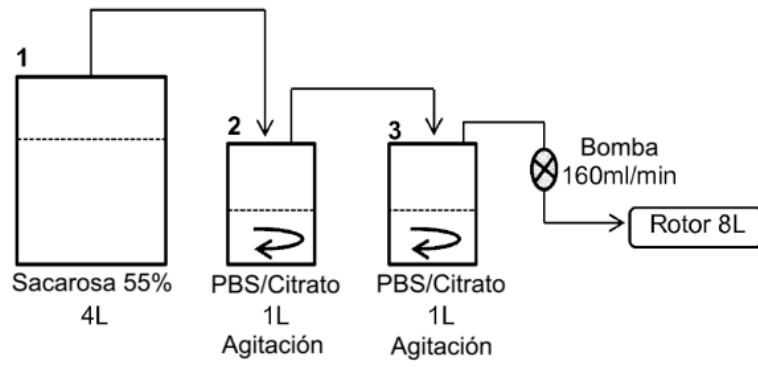 1
2
3
Bomba
160ml/min
Rotor 8L
Sacarosa 55%
4L
PBS/Citrato
1L
Agitación
PBS/Citrato
1L
Agitación